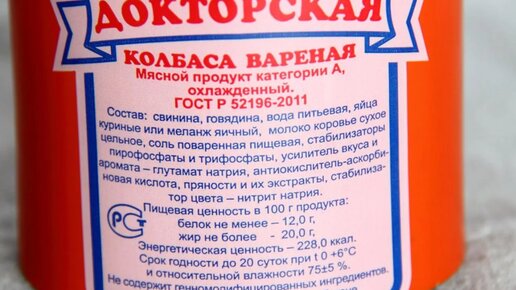 ДОКТОРСКАЯ
КОЛБАСА ВАРЕНАЯ
Мясной продукт категории А,
охлажденный.
ГОСТ Р 52196-2011
Состав: свинина, говядина, вода питьевая, яйца
куриные или меланж яичный, молоко коровье сухое
цельное, соль поваренная пищевая, стабилизаторы
пирофосфаты и трифосфаты, усилитель вкуса и
аромата – глутамат натрия, антиокислитель-аскорби-
новая кислота, пряности и их экстракты, стабилиза-
тор цвета – нитрит натрия.
Пищевая ценность в 100 г продукта:
белок не менее – 12,0 г,
жир не более - 20,0 г,
Энергетическая ценность – 228,0 ккал.
Срок годности до 20 суток при t 0 +6°С
и относительной влажности 75±5 %.
Не содержит генномодифицированных ингредиентов.